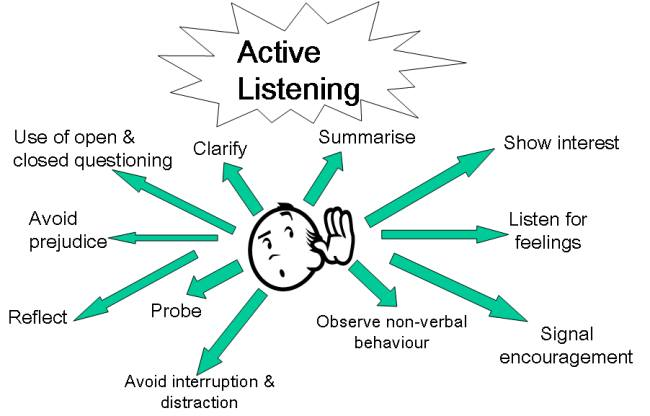 Active
Listening
Use of open &
closed questioning
Clarify
Summarise
Show interest
Avoid
prejudice
Listen for
feelings
Reflect
Probe
Observe non-verbal
behaviour
Signal
encouragement
Avoid interruption &
distraction